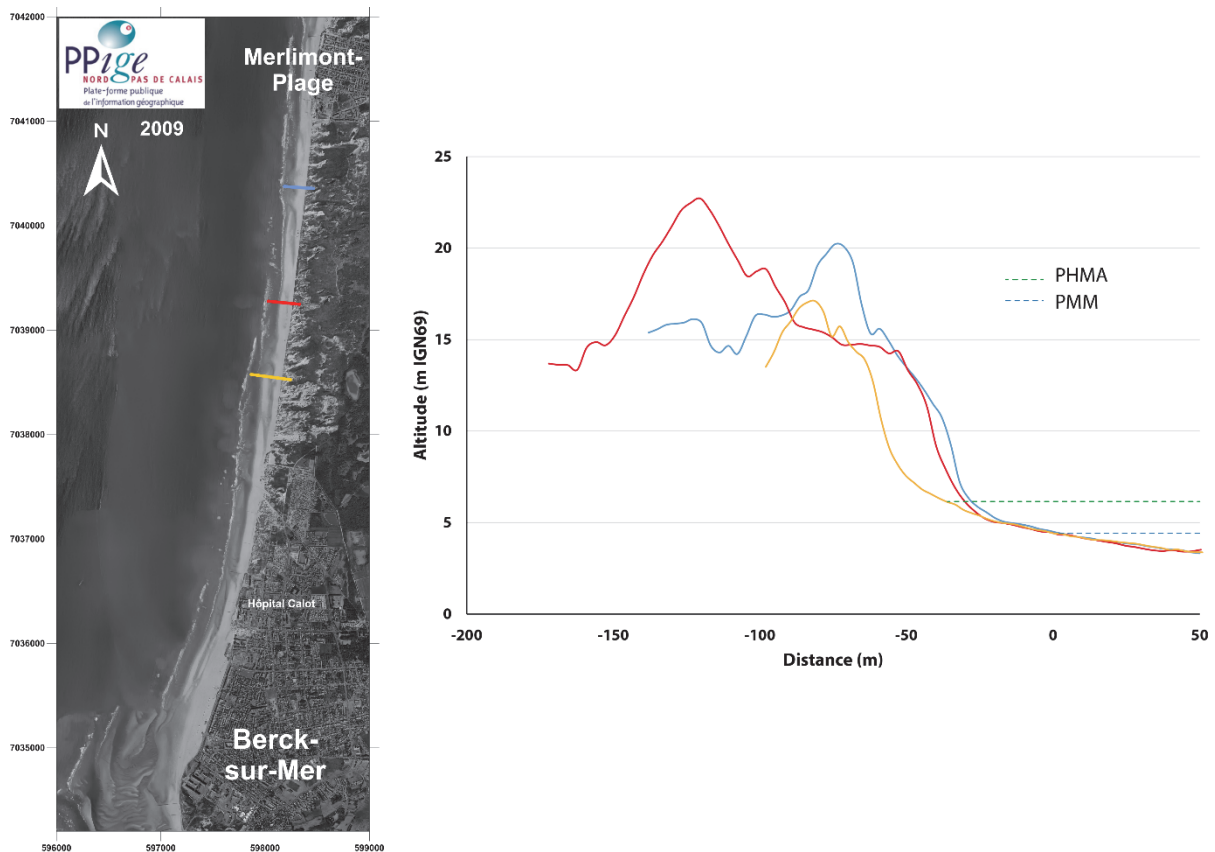 PPige
NORD PAS DE CALAIS
Plate-forme publique
de l'information géographique
N
2009
Merlimont-
Plage
Hôpital Calot
Berck-
sur-Mer
7042000
7041000
7040000
7039000
7038000
7037000
7036000
7035000
596000
597000
598000
599000
Altitude (m IGN69)
25
20
15
10
5
0
PHMA
PMM
-200
-150
-100
-50
0
50
Distance (m)